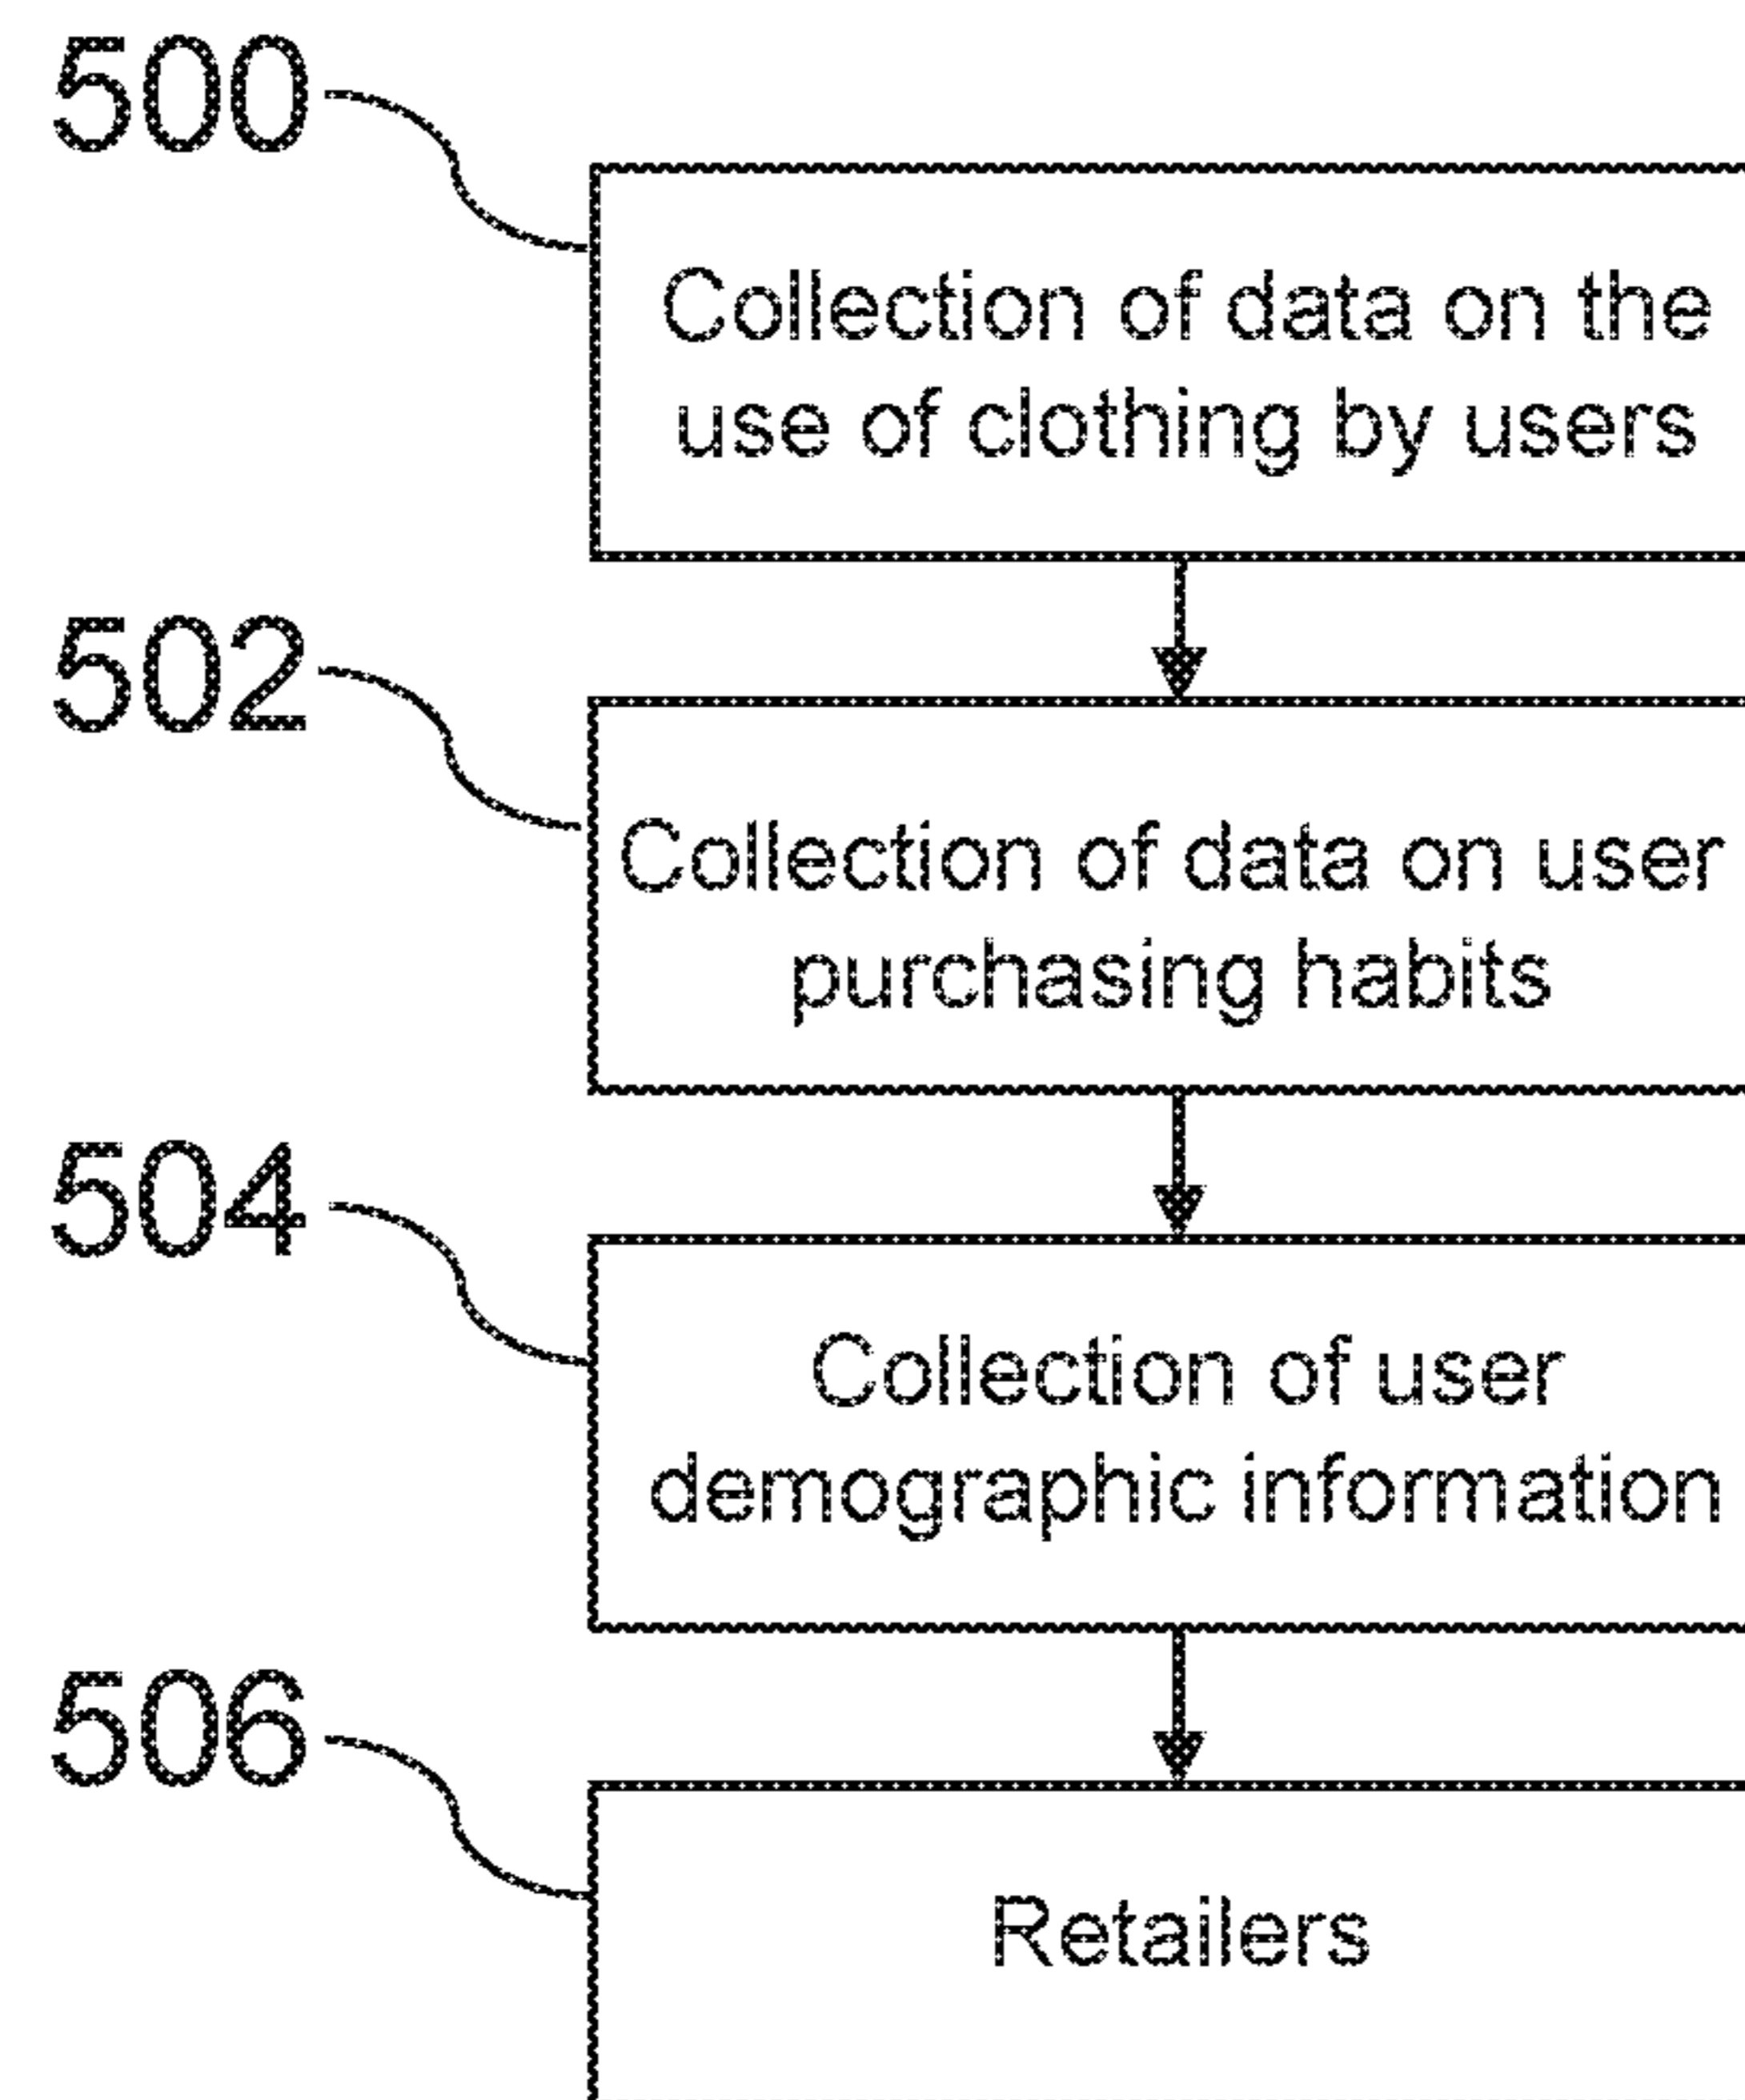 500
Collection of data on the
use of clothing by users
502
Collection of data on user
purchasing habits
504
Collection of user
demographic information
506
Retailers